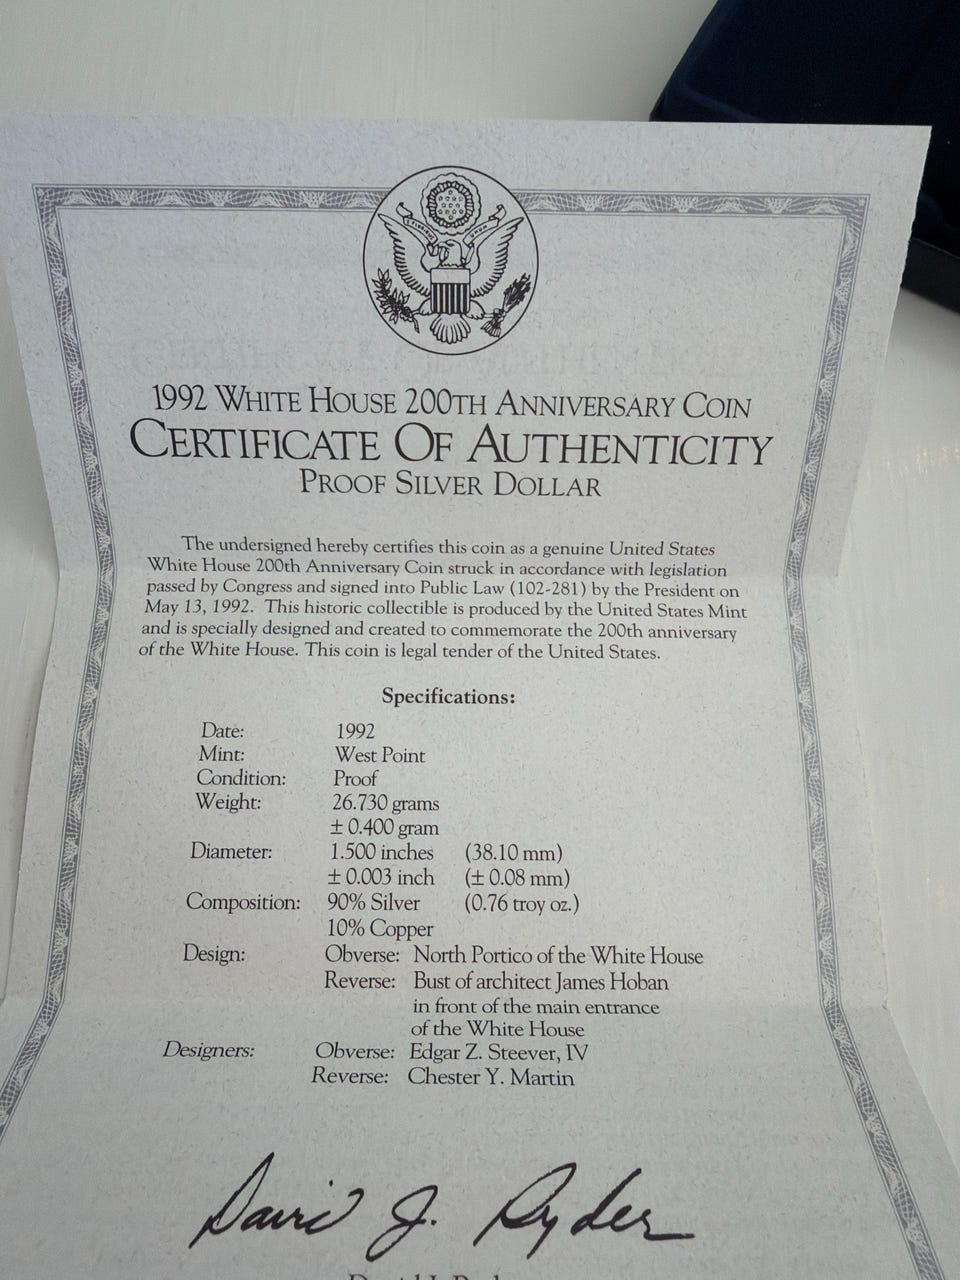 E PLURIBUS UNUM
1992 WHITE HOUSE 200TH ANNIVERSARY COIN
CERTIFICATE OF AUTHENTICITY
PROOF SILVER DOLLAR
The undersigned hereby certifies this coin as a genuine United States
White House 200th Anniversary Coin struck in accordance with legislation
passed by Congress and signed into Public Law (102-281) by the President on
May 13, 1992. This historic collectible is produced by the United States Mint
and is specially designed and created to commemorate the 200th anniversary
of the White House. This coin is legal tender of the United States.
Specifications:
Date: 1992
Mint: West Point
Condition: Proof
Weight: 26.730 grams
± 0.400 gram
Diameter: 1.500 inches (38.10 mm)
± 0.003 inch (± 0.08 mm)
Composition: 90% Silver (0.76 troy oz.)
10% Copper
Design: Obverse: North Portico of the White House
Reverse: Bust of architect James Hoban
in front of the main entrance
of the White House
Designers: Obverse: Edgar Z. Steever, IV
Reverse: Chester Y. Martin
David J. Ryder